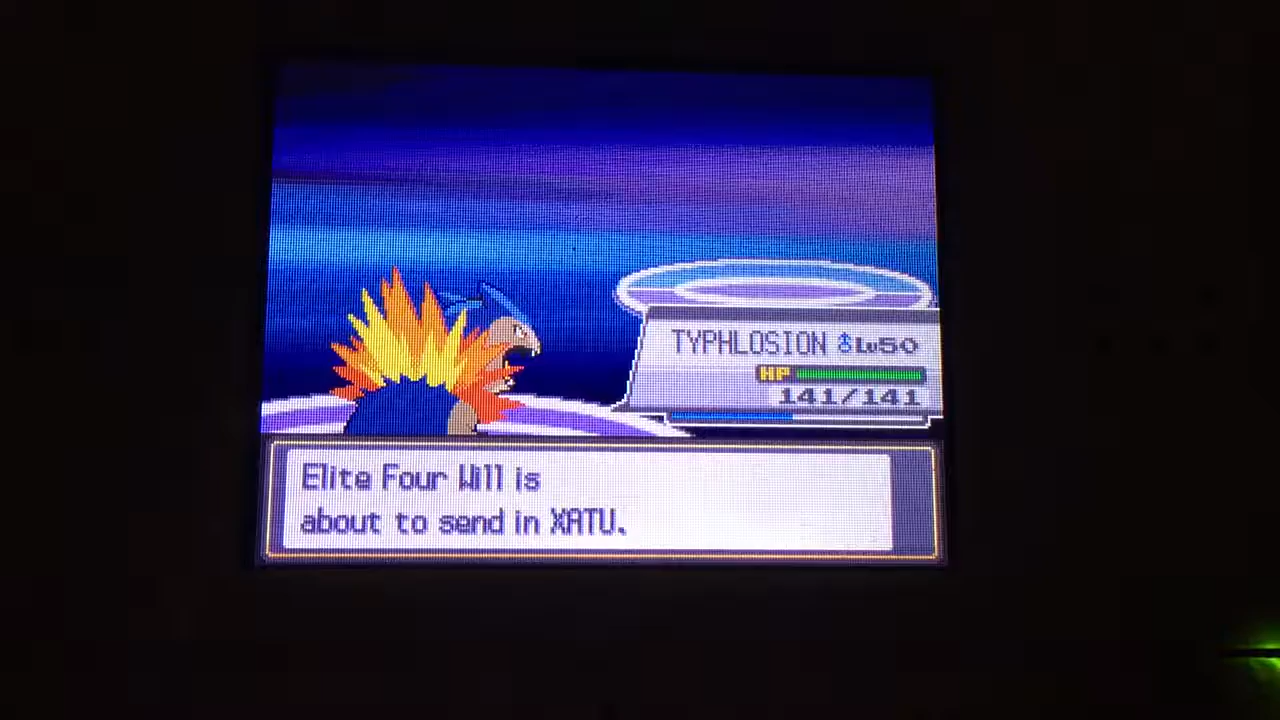 TYPHLOSION ♂Lv50
HP
141/141
Elite Four Will is
about to send in XATU.